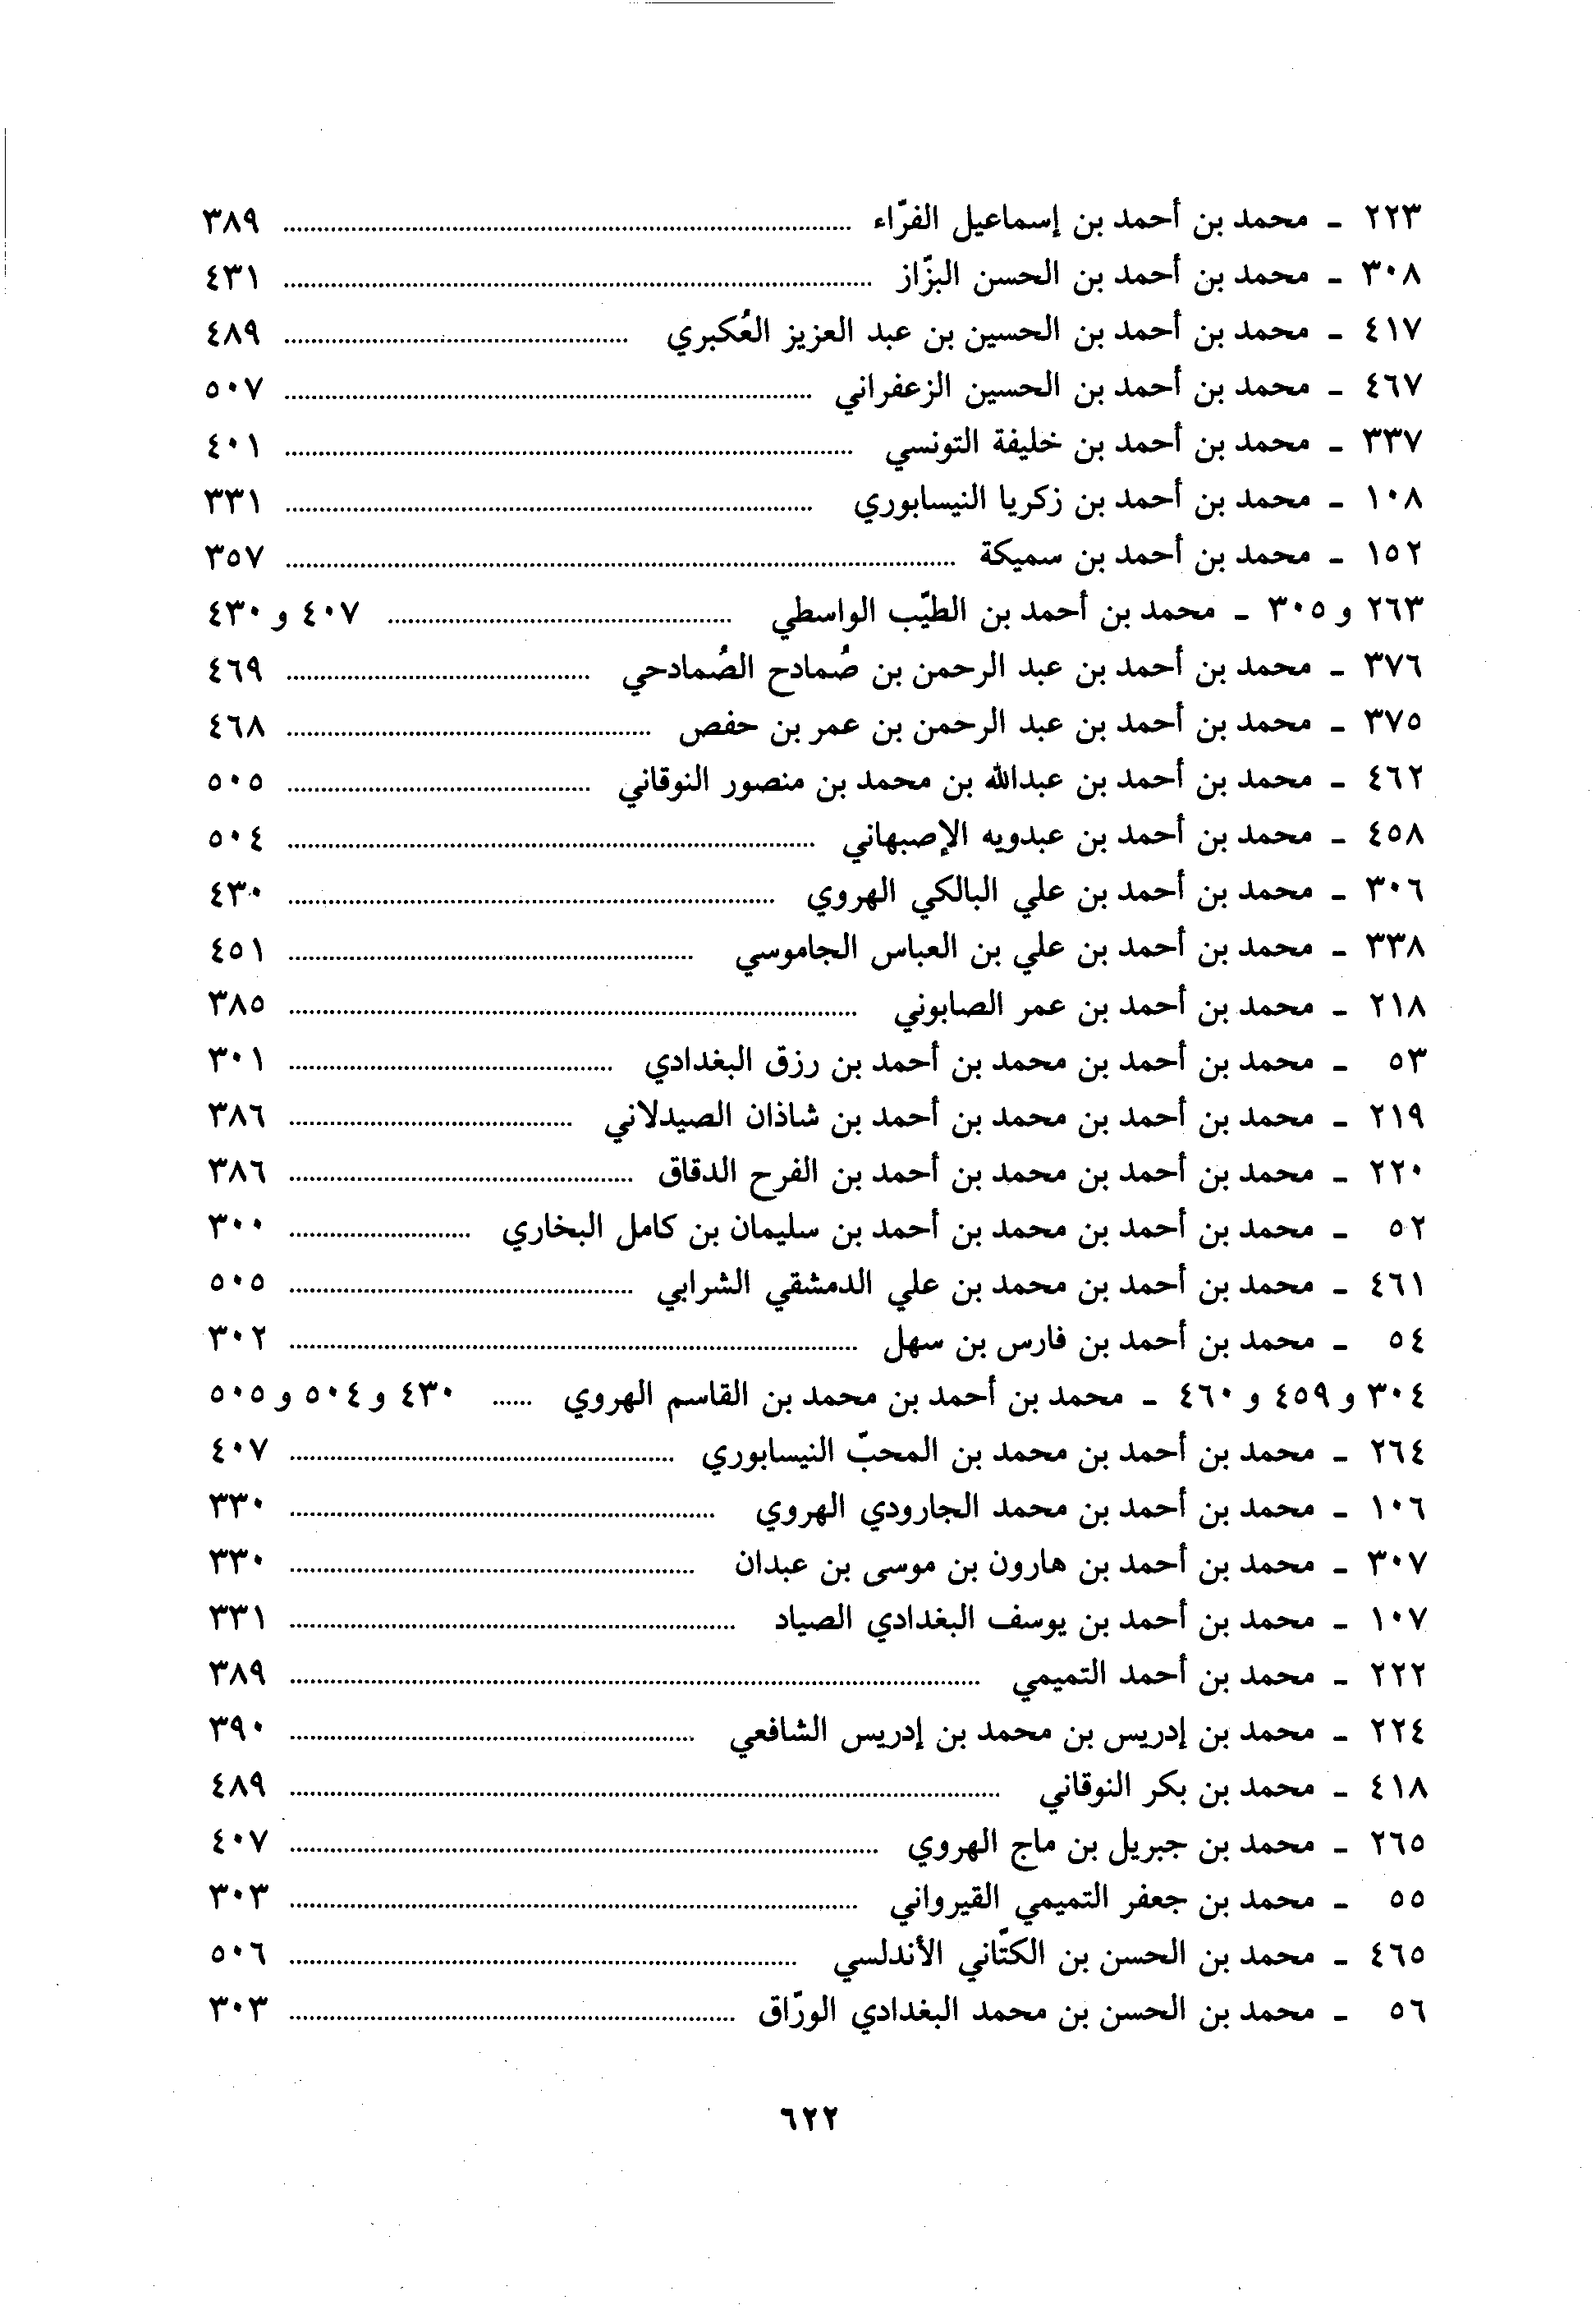 ٢٢٣ - محمد بن أحمد بن إسماعيل الفرّاء ........ ٣٨٩
٣٠٨ - محمد بن أحمد بن الحسن البزّاز ........ ٤٣١
٤١٧ - محمد بن أحمد بن الحسين بن عبد العزيز العُكبري ........ ٤٨٩
٤٦٧ - محمد بن أحمد بن الحسين الزعفراني ........ ٥٠٧
٣٣٧ - محمد بن أحمد بن خليفة التونسي ........ ٤٠١
١٠٨ - محمد بن أحمد بن زكريا النيسابوري ........ ٣٣١
١٥٢ - محمد بن أحمد بن سميكة ........ ٣٥٧
٢٦٣ و ٣٠٥ - محمد بن أحمد بن الطيّب الواسطي ........ ٤٠٧ و ٤٣٠
٣٧٦ - محمد بن أحمد بن عبد الرحمن بن صُمادح الصُمادحي ........ ٤٦٩
٣٧٥ - محمد بن أحمد بن عبد الرحمن بن عمر بن حفص ........ ٤٦٨
٤٦٢ - محمد بن أحمد بن عبدالله بن محمد بن منصور النوقاني ........ ٥٠٥
٤٥٨ - محمد بن أحمد بن عبدويه الإصبهاني ........ ٥٠٤
٣٠٦ - محمد بن أحمد بن علي البالكي الهروي ........ ٤٣٠
٣٣٨ - محمد بن أحمد بن علي بن العباس الجاموسي ........ ٤٥١
٢١٨ - محمد بن أحمد بن عمر الصابوني ........ ٣٨٥
٥٣ - محمد بن أحمد بن محمد بن أحمد بن رزق البغدادي ........ ٣٠١
٢١٩ - محمد بن أحمد بن محمد بن أحمد بن شاذان الصيدلاني ........ ٣٨٦
٢٢٠ - محمد بن أحمد بن محمد بن أحمد بن الفرح الدقاق ........ ٣٨٦
٥٢ - محمد بن أحمد بن محمد بن أحمد بن سليمان بن كامل البخاري ........ ٣٠٠
٤٦١ - محمد بن أحمد بن محمد بن علي الدمشقي الشرابي ........ ٥٠٥
٥٤ - محمد بن أحمد بن فارس بن سهل ........ ٣٠٢
٣٠٤ و ٤٥٩ و ٤٦٠ - محمد بن أحمد بن محمد بن القاسم الهروي ...... ٤٣٠ و ٥٠٤ و ٥٠٥
٢٦٤ - محمد بن أحمد بن محمد بن المحبّ النيسابوري ........ ٤٠٧
١٠٦ - محمد بن أحمد بن محمد الجارودي الهروي ........ ٣٣٠
٣٠٧ - محمد بن أحمد بن هارون بن موسى بن عبدان ........ ٣٣٠
١٠٧ - محمد بن أحمد بن يوسف البغدادي الصياد ........ ٣٣١
٢٢٢ - محمد بن أحمد التميمي ........ ٣٨٩
٢٢٤ - محمد بن إدريس بن محمد بن إدريس الشافعي ........ ٣٩٠
٤١٨ - محمد بن بكر النوقاني ........ ٤٨٩
٢٦٥ - محمد بن جبريل بن ماج الهروي ........ ٤٠٧
٥٥ - محمد بن جعفر التميمي القيرواني ........ ٣٠٣
٤٦٥ - محمد بن الحسن بن الكتّاني الأندلسي ........ ٥٠٦
٥٦ - محمد بن الحسن بن محمد البغدادي الورّاق ........ ٣٠٣
٦٢٢